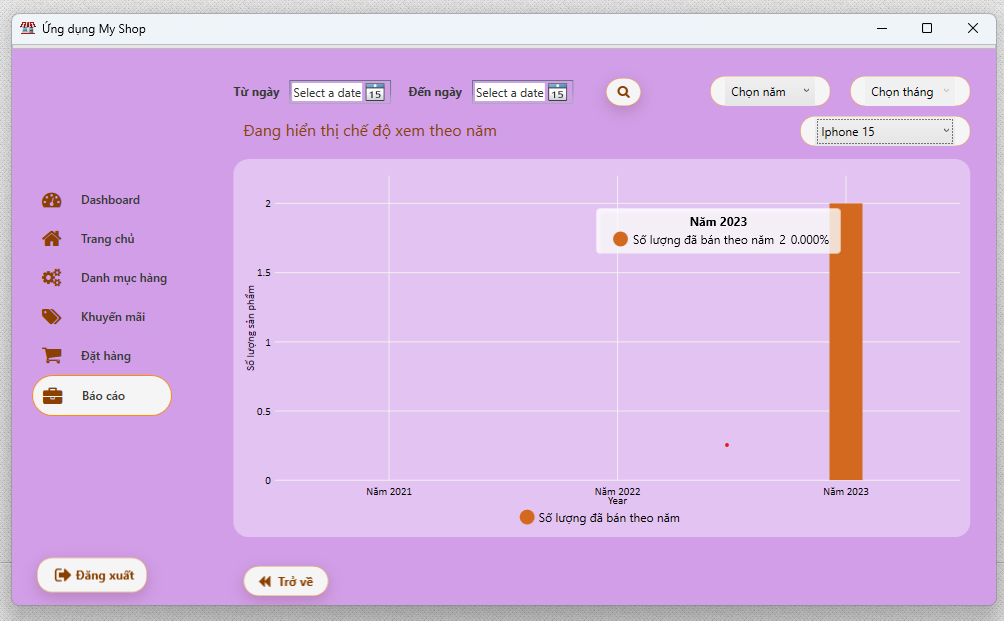 Ứng dụng My Shop
Từ ngày Select a date 15 Đến ngày Select a date 15 Chọn năm Chọn tháng
Đang hiển thị chế độ xem theo năm
Iphone 15
Dashboard
Trang chủ
Danh mục hàng
Khuyến mãi
Đặt hàng
Báo cáo
Đăng xuất
Số lượng sản phẩm
2
1.5
1
0.5
0
Năm 2023
Số lượng đã bán theo năm 2 0.000%
Năm 2021 Năm 2022 Năm 2023
Year
Số lượng đã bán theo năm
Trở về